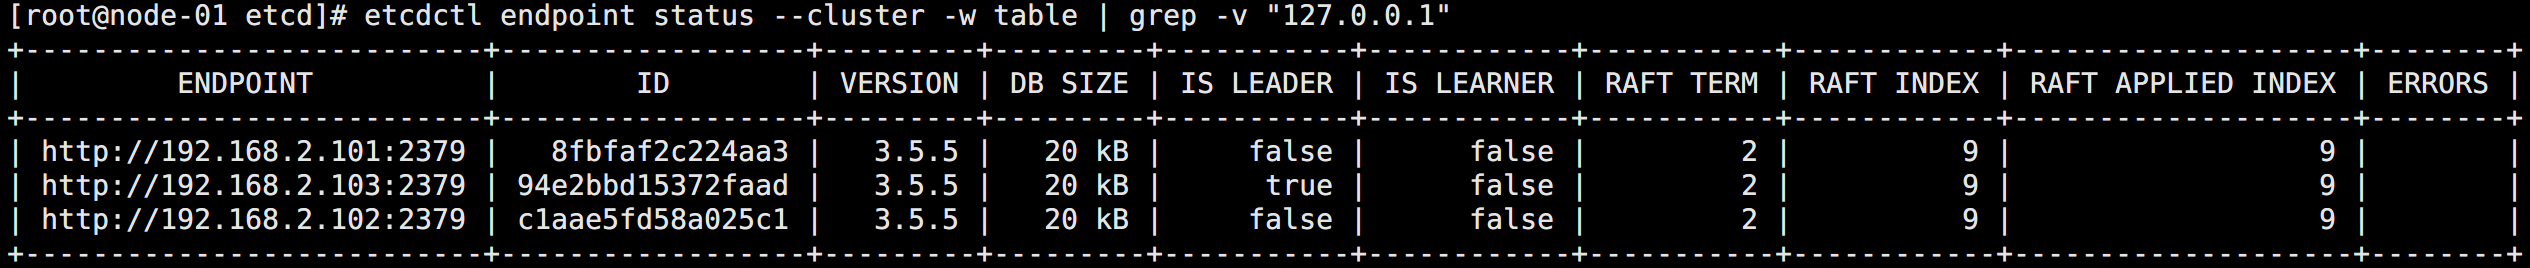 [root@node-01 etcd]# etcdctl endpoint status --cluster -w table | grep -v "127.0.0.1"
+---------------------------+------------------+---------+---------+-----------+------------+-----------+------------+--------------------+--------+
|         ENDPOINT          |        ID        | VERSION | DB SIZE | IS LEADER | IS LEARNER | RAFT TERM | RAFT INDEX | RAFT APPLIED INDEX | ERRORS |
+---------------------------+------------------+---------+---------+-----------+------------+-----------+------------+--------------------+--------+
| http://192.168.2.101:2379 |   8fbfaf2c224aa3 |   3.5.5 |   20 kB |     false |      false |         2 |          9 |                  9 |        |
| http://192.168.2.103:2379 | 94e2bbd15372faad |   3.5.5 |   20 kB |      true |      false |         2 |          9 |                  9 |        |
| http://192.168.2.102:2379 | c1aae5fd58a025c1 |   3.5.5 |   20 kB |     false |      false |         2 |          9 |                  9 |        |
+---------------------------+------------------+---------+---------+-----------+------------+-----------+------------+--------------------+--------+